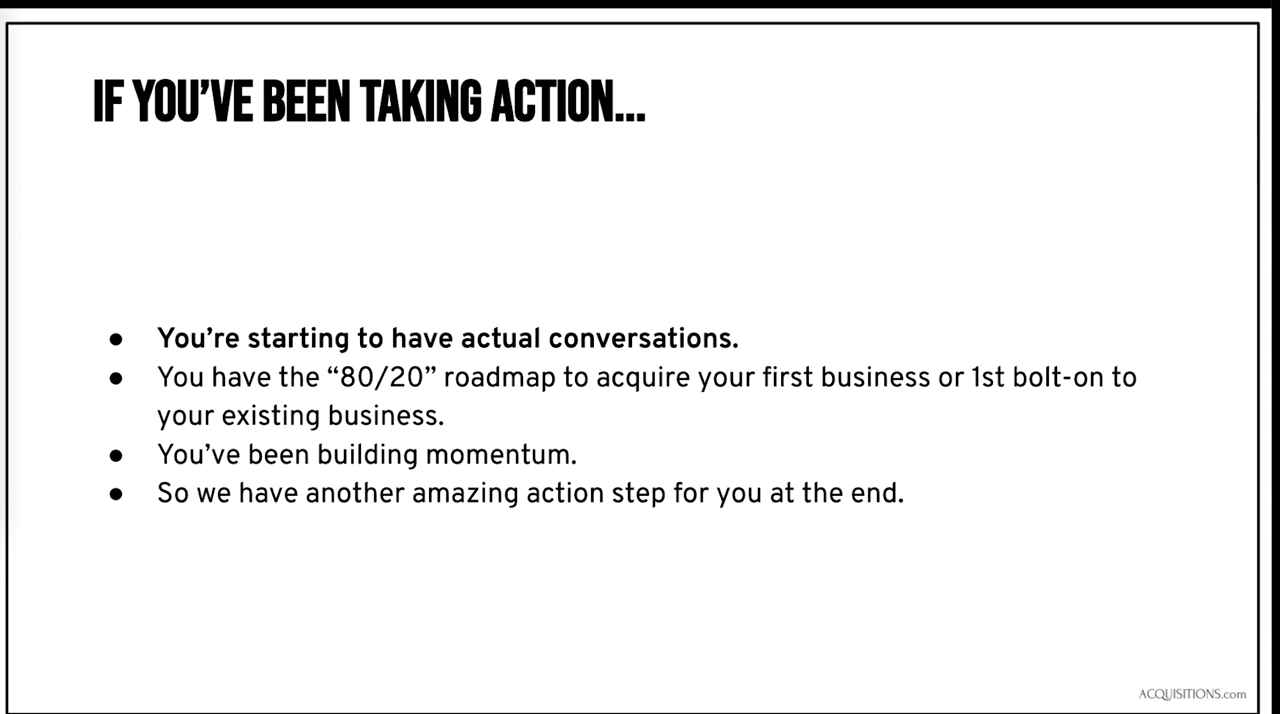 IF YOU’VE BEEN TAKING ACTION...
● You’re starting to have actual conversations.
● You have the “80/20” roadmap to acquire your first business or 1st bolt-on to
your existing business.
● You’ve been building momentum.
● So we have another amazing action step for you at the end.
ACQUISITIONS.com